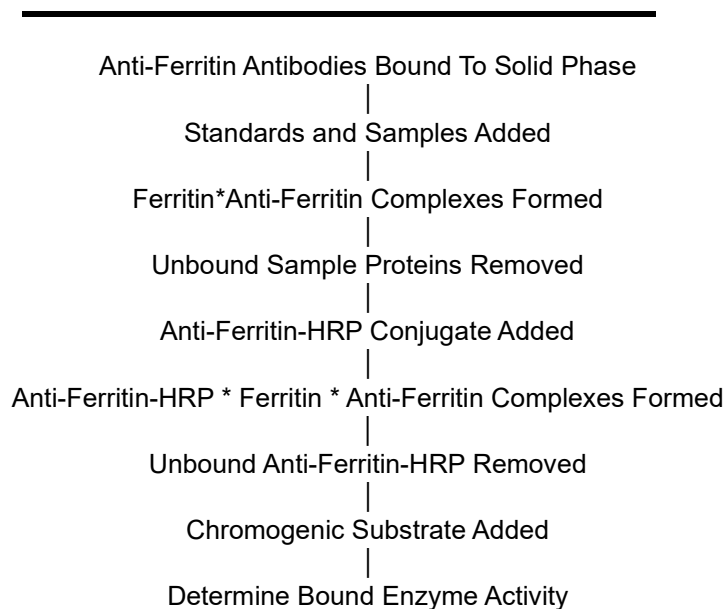 Anti-Ferritin Antibodies Bound To Solid Phase
|
Standards and Samples Added
|
Ferritin*Anti-Ferritin Complexes Formed
|
Unbound Sample Proteins Removed
|
Anti-Ferritin-HRP Conjugate Added
|
Anti-Ferritin-HRP * Ferritin * Anti-Ferritin Complexes Formed
|
Unbound Anti-Ferritin-HRP Removed
|
Chromogenic Substrate Added
|
Determine Bound Enzyme Activity